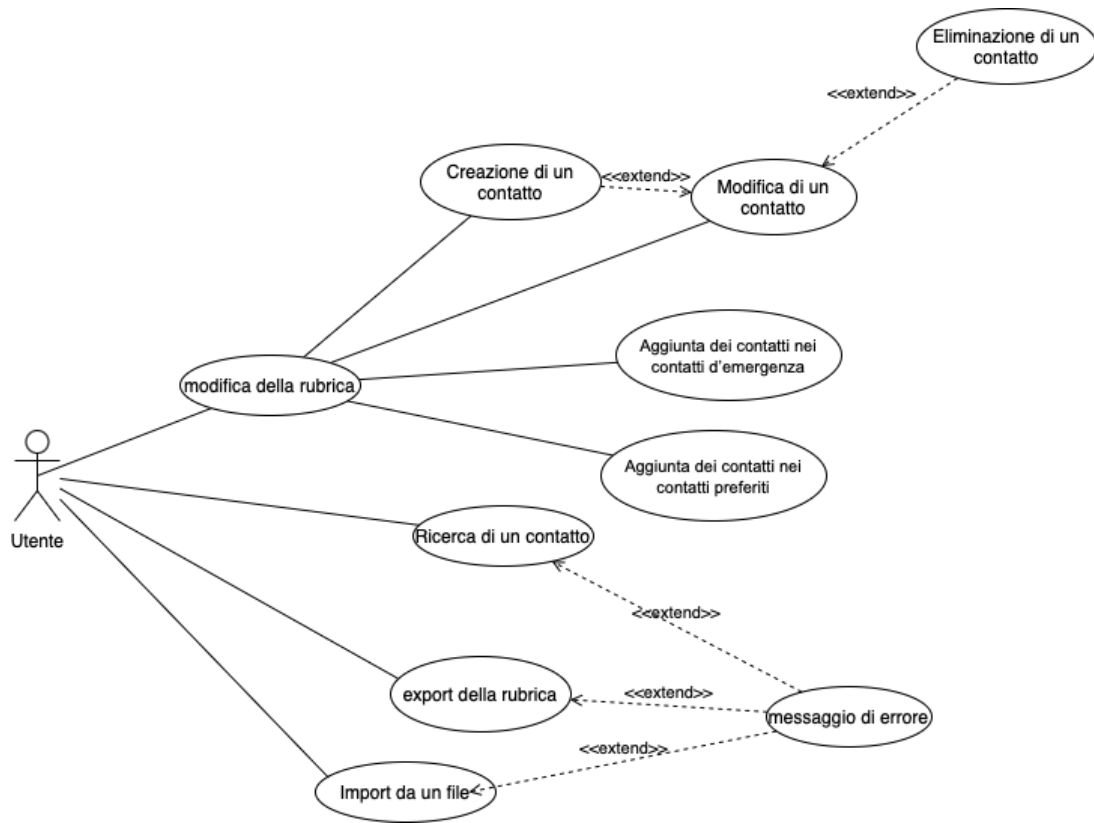 Eliminazione di un
contatto
<<extend>>
Creazione di un
contatto
<<extend>>
Modifica di un
contatto
Aggiunta dei contatti nei
contatti d'emergenza
modifica della rubrica
Aggiunta dei contatti nei
contatti preferiti
Utente
Ricerca di un contatto
<<extend>>
export della rubrica
<<extend>>
messaggio di errore
<<extend>>
Import da un file